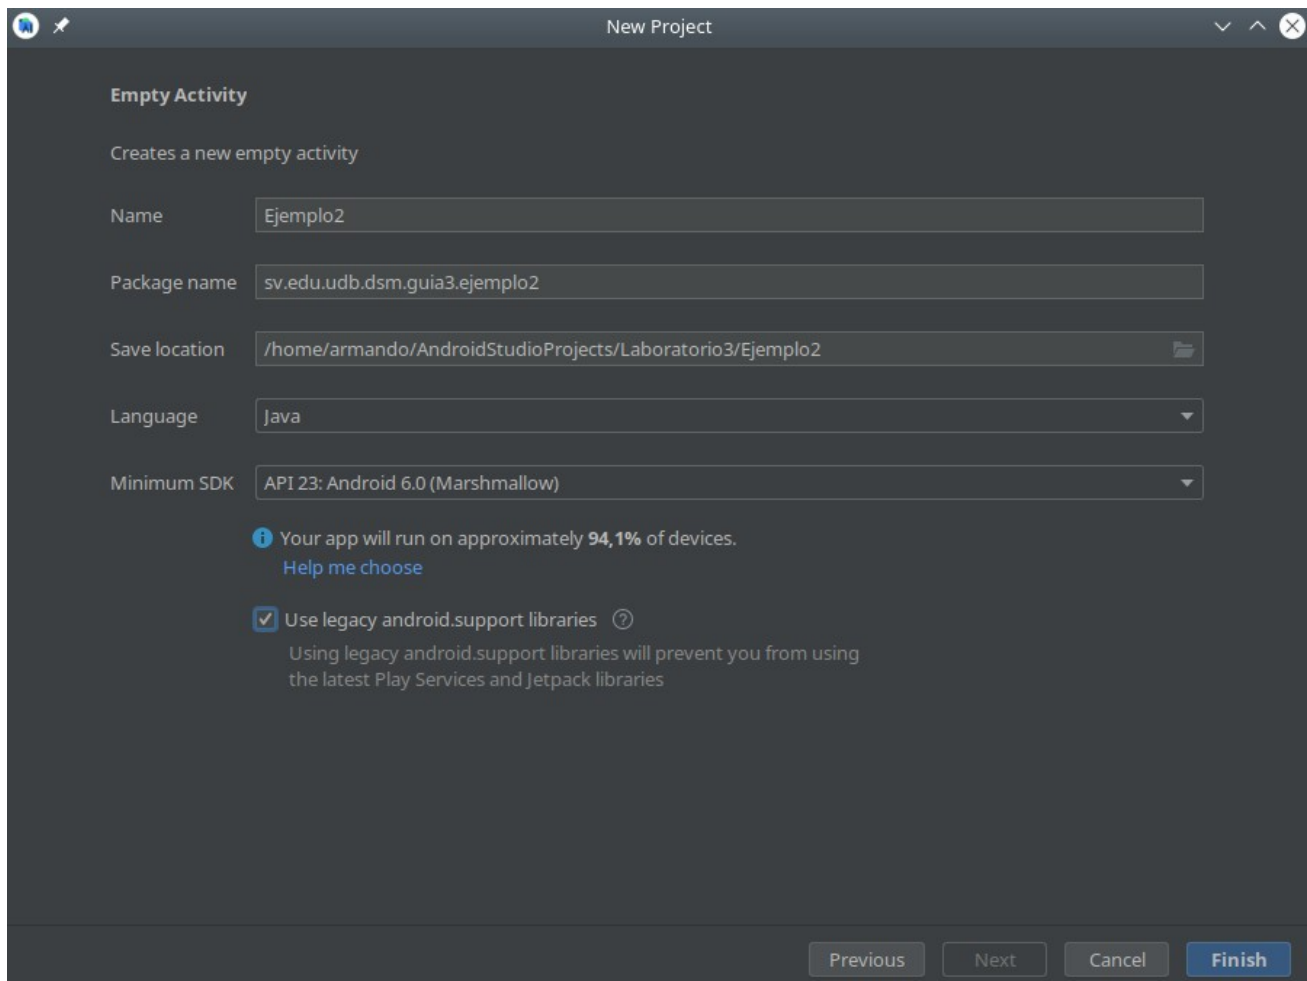 New Project
Empty Activity
Creates a new empty activity
Name Ejemplo2
Package name sv.edu.udb.dsm.guia3.ejemplo2
Save location /home/armando/AndroidStudioProjects/Laboratorio3/Ejemplo2
Language Java
Minimum SDK API 23: Android 6.0 (Marshmallow)
Your app will run on approximately 94,1% of devices.
Help me choose
Use legacy android.support libraries ?
Using legacy android.support libraries will prevent you from using
the latest Play Services and Jetpack libraries
Previous Next Cancel Finish